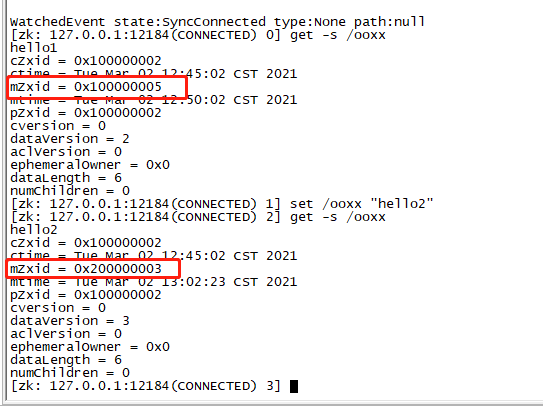 WatchedEvent state:SyncConnected type:None path:null
[zk: 127.0.0.1:12184(CONNECTED) 0] get -s /ooxx
hello1
cZxid = 0x100000002
ctime = Tue Mar 02 12:45:02 CST 2021
mZxid = 0x100000005
mtime = Tue Mar 02 12:50:02 CST 2021
pZxid = 0x100000002
cversion = 0
dataVersion = 2
aclVersion = 0
ephemeralOwner = 0x0
dataLength = 6
numChildren = 0
[zk: 127.0.0.1:12184(CONNECTED) 1] set /ooxx "hello2"
[zk: 127.0.0.1:12184(CONNECTED) 2] get -s /ooxx
hello2
cZxid = 0x100000002
ctime = Tue Mar 02 12:45:02 CST 2021
mZxid = 0x200000003
mtime = Tue Mar 02 13:02:23 CST 2021
pZxid = 0x100000002
cversion = 0
dataVersion = 3
aclVersion = 0
ephemeralOwner = 0x0
dataLength = 6
numChildren = 0
[zk: 127.0.0.1:12184(CONNECTED) 3]